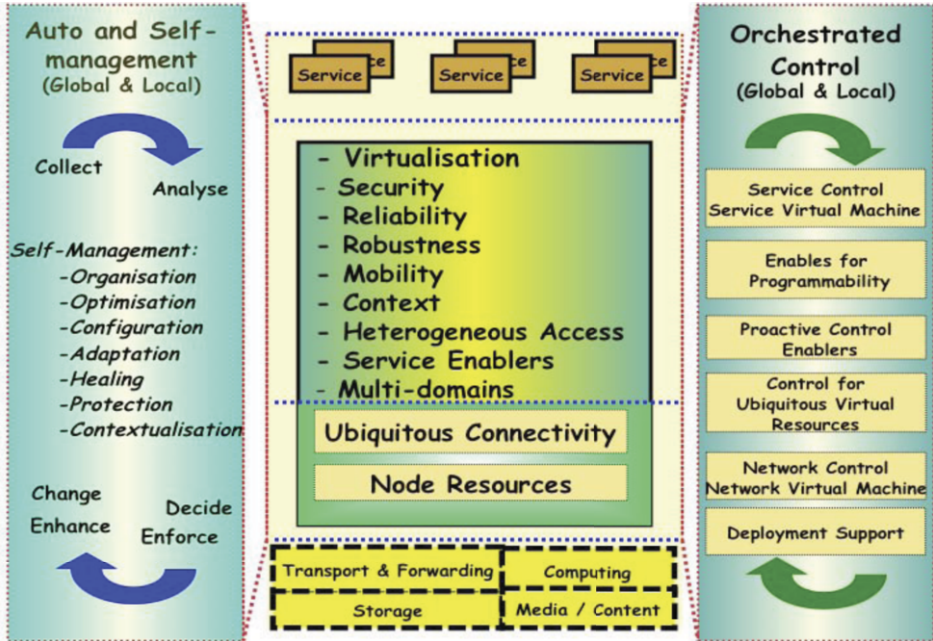 Auto and Self-
management
(Global & Local)
Collect
Analyse
Self-Management:
-Organisation
-Optimisation
-Configuration
-Adaptation
-Healing
-Protection
-Contextualisation
Change
Enhance
Decide
Enforce
Service
ce
Service
ce
Service
ce
- Virtualisation
- Security
- Reliability
- Robustness
- Mobility
- Context
- Heterogeneous Access
- Service Enablers
- Multi-domains
Ubiquitous Connectivity
Node Resources
Transport & Forwarding
Computing
Storage
Media / Content
Orchestrated
Control
(Global & Local)
Service Control
Service Virtual Machine
Enables for
Programmability
Proactive Control
Enablers
Control for
Ubiquitous Virtual
Resources
Network Control
Network Virtual Machine
Deployment Support